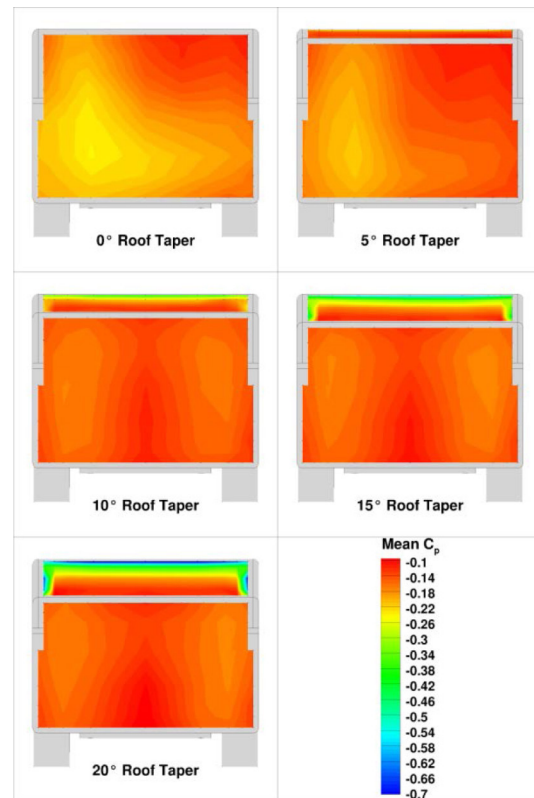 0° Roof Taper
5° Roof Taper
10° Roof Taper
15° Roof Taper
20° Roof Taper
Mean Cp
-0.1
-0.14
-0.18
-0.22
-0.26
-0.3
-0.34
-0.38
-0.42
-0.46
-0.5
-0.54
-0.58
-0.62
-0.66
-0.7